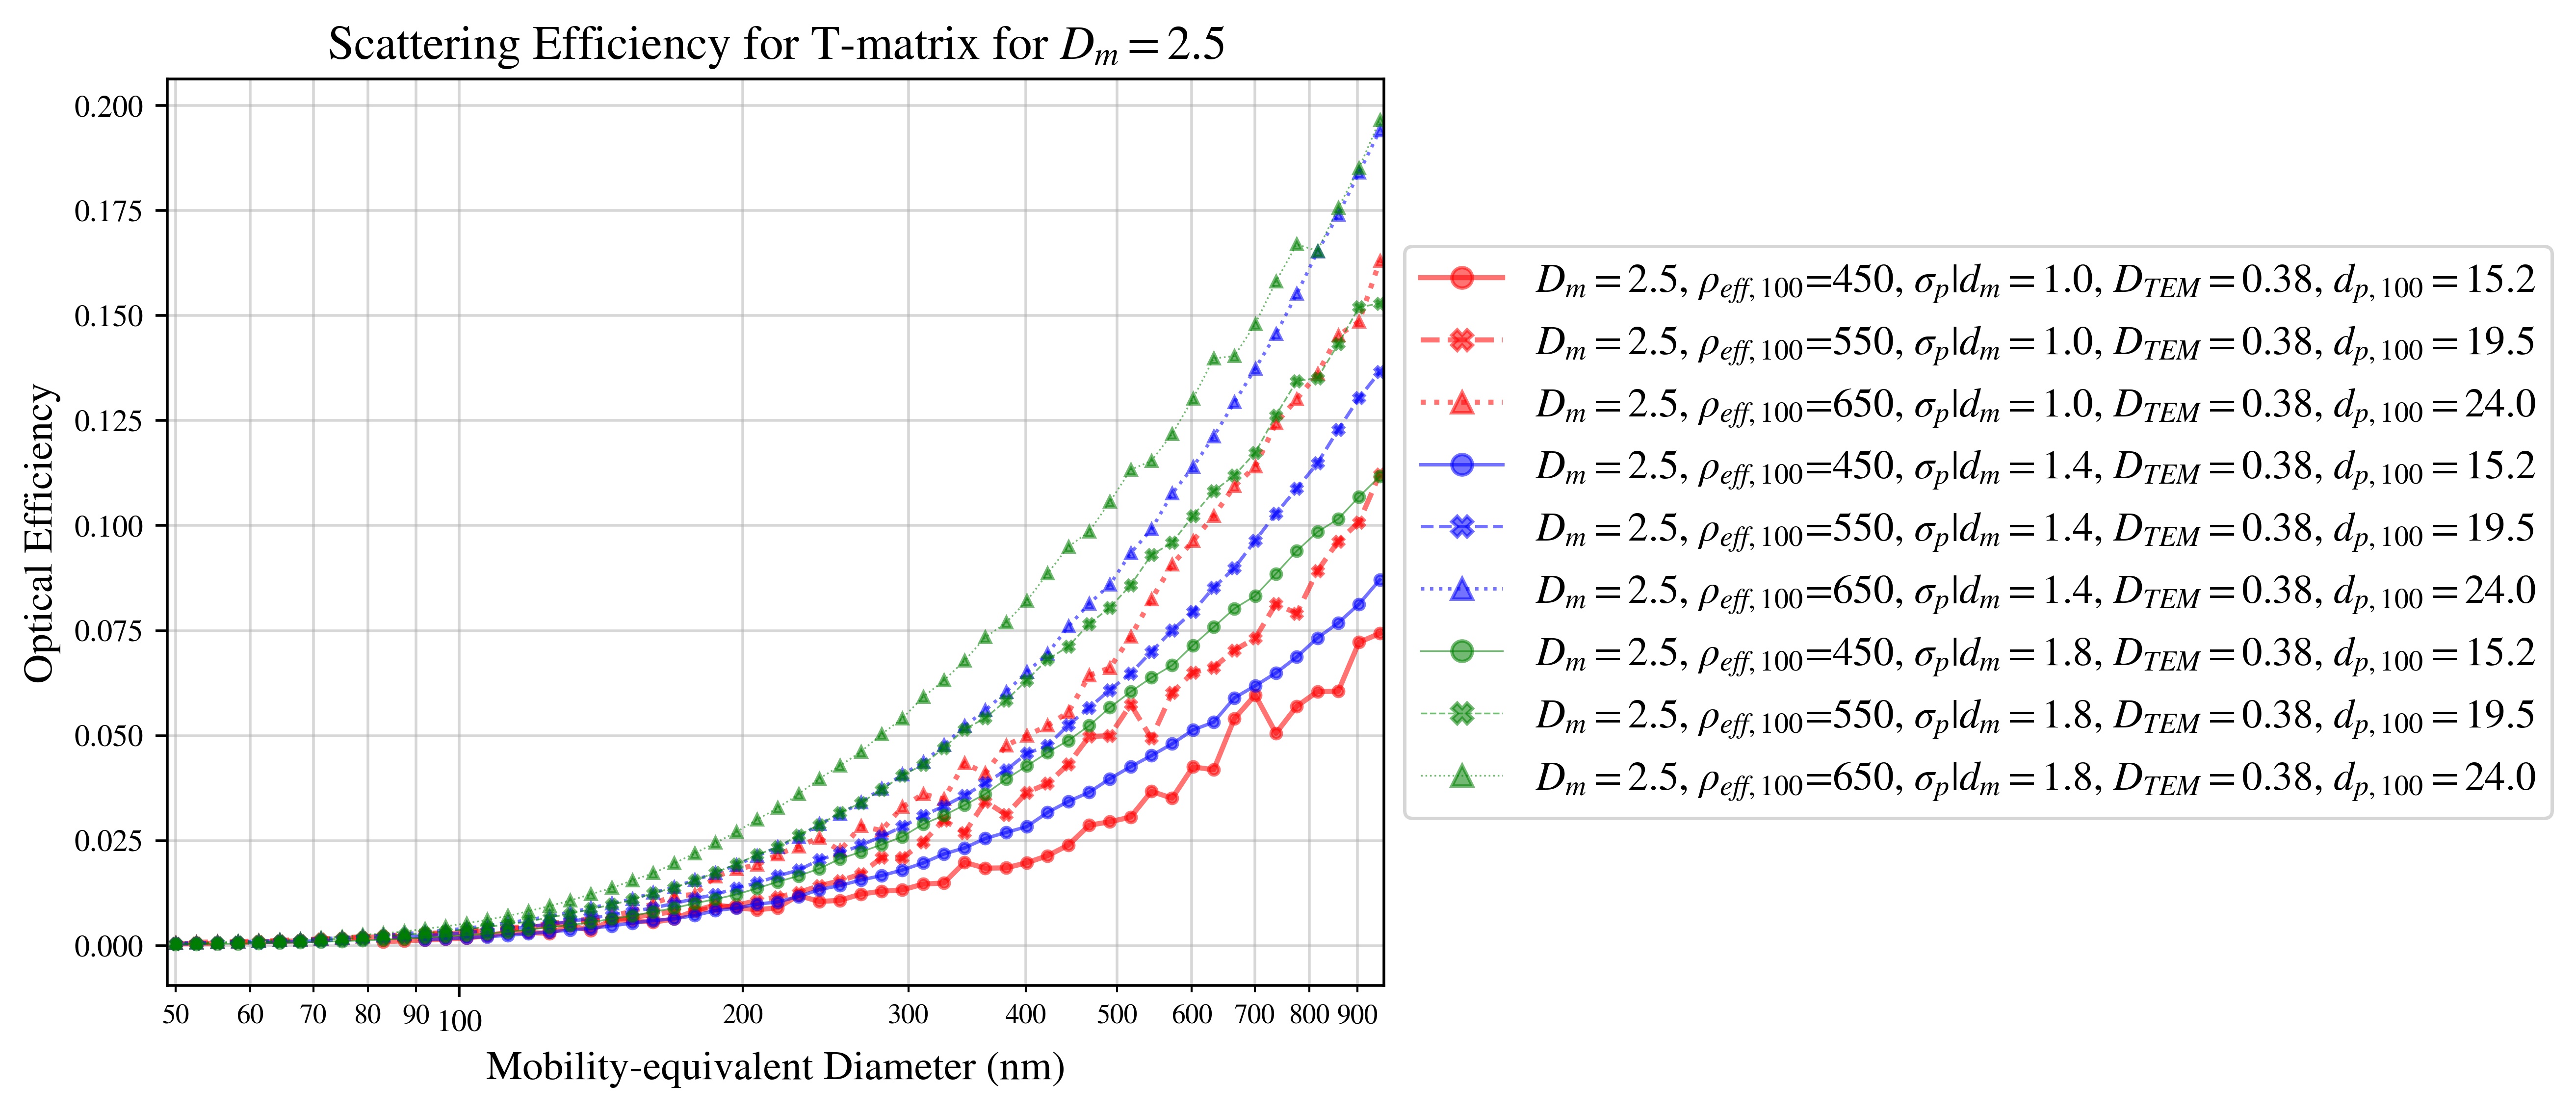 Scattering Efficiency for T-matrix for Dₘ = 2.5
0.200
0.175
0.150
0.125
0.100
0.075
0.050
0.025
0.000
Optical Efficiency
50 60 70 80 90 100 200 300 400 500 600 700 800 900
Mobility-equivalent Diameter (nm)
D_m = 2.5, ρ_eff,100=450, σ_p|d_m = 1.0, D_TEM = 0.38, d_p,100 = 15.2
D_m = 2.5, ρ_eff,100=550, σ_p|d_m = 1.0, D_TEM = 0.38, d_p,100 = 19.5
D_m = 2.5, ρ_eff,100=650, σ_p|d_m = 1.0, D_TEM = 0.38, d_p,100 = 24.0
D_m = 2.5, ρ_eff,100=450, σ_p|d_m = 1.4, D_TEM = 0.38, d_p,100 = 15.2
D_m = 2.5, ρ_eff,100=550, σ_p|d_m = 1.4, D_TEM = 0.38, d_p,100 = 19.5
D_m = 2.5, ρ_eff,100=650, σ_p|d_m = 1.4, D_TEM = 0.38, d_p,100 = 24.0
D_m = 2.5, ρ_eff,100=450, σ_p|d_m = 1.8, D_TEM = 0.38, d_p,100 = 15.2
D_m = 2.5, ρ_eff,100=550, σ_p|d_m = 1.8, D_TEM = 0.38, d_p,100 = 19.5
D_m = 2.5, ρ_eff,100=650, σ_p|d_m = 1.8, D_TEM = 0.38, d_p,100 = 24.0